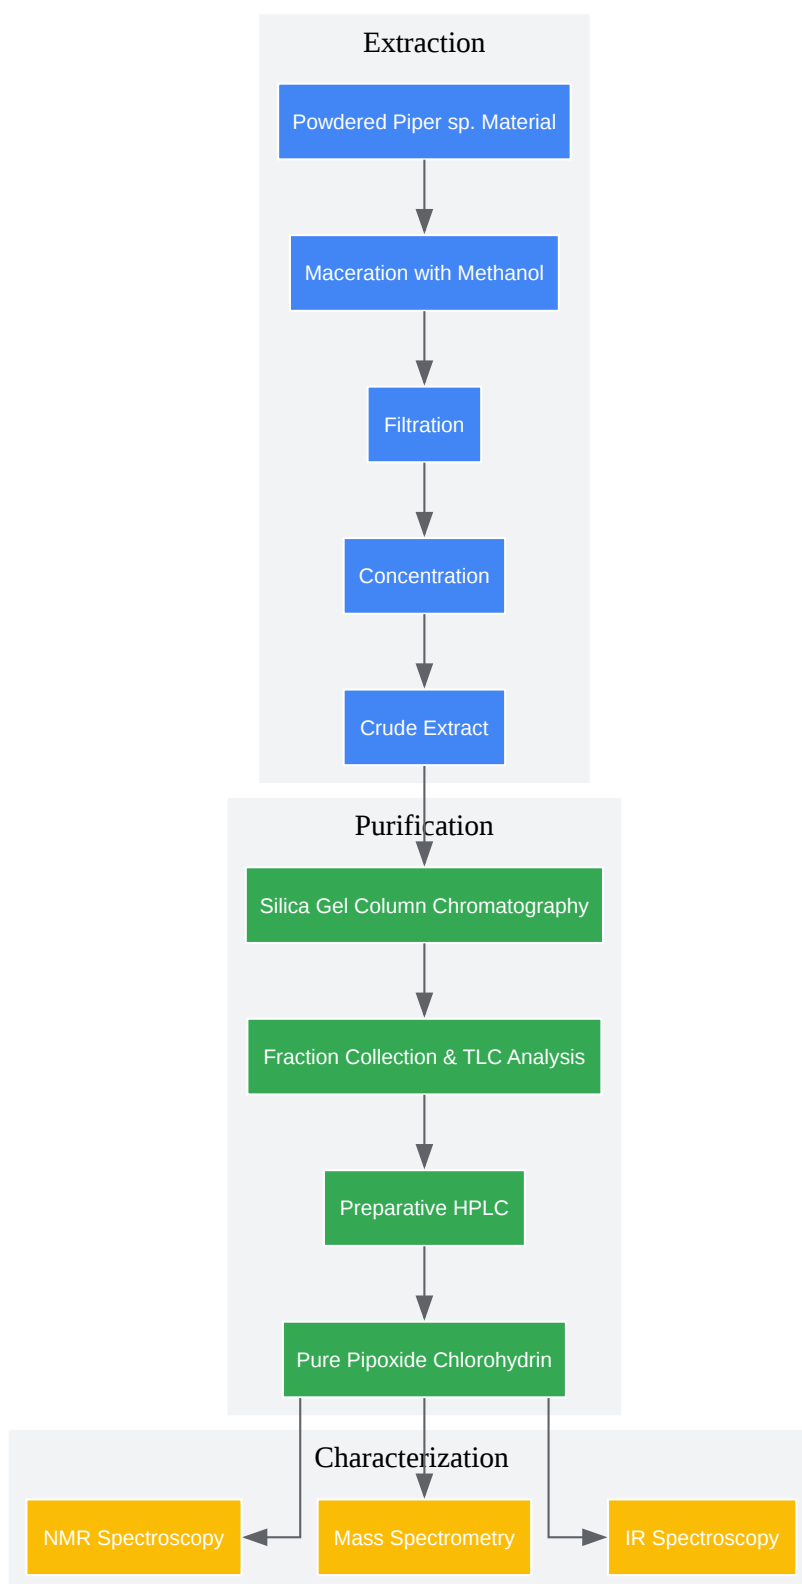 Extraction
Powdered Piper sp. Material
Maceration with Methanol
Filtration
Concentration
Crude Extract
Purification
Silica Gel Column Chromatography
Fraction Collection & TLC Analysis
Preparative HPLC
Pure Pipoxide Chlorohydrin
Characterization
NMR Spectroscopy
Mass Spectrometry
IR Spectroscopy